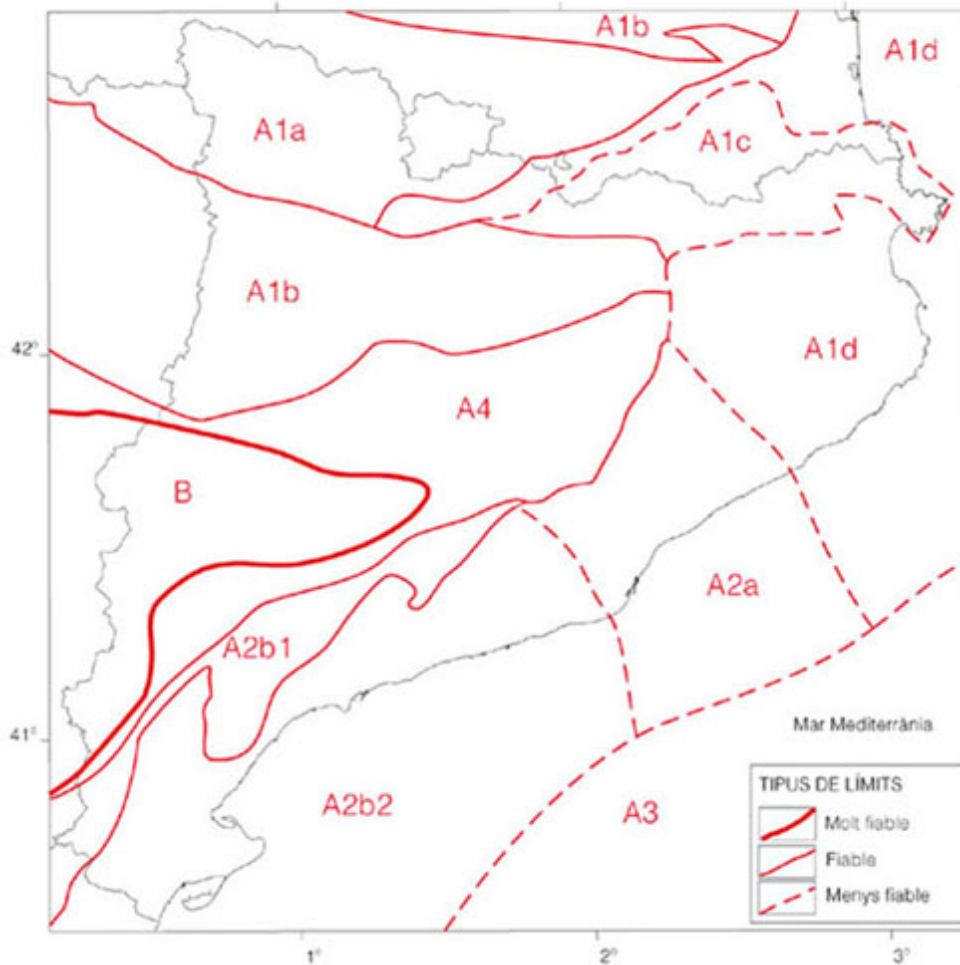 A1b
A1d
A1a
A1c
A1b
42°
A1d
A4
B
A2a
A2b1
41°
Mar Mediterrània
A2b2
A3
TIPUS DE LÍMITS
Molt fiable
Fiable
Menys fiable
1°
2°
3°